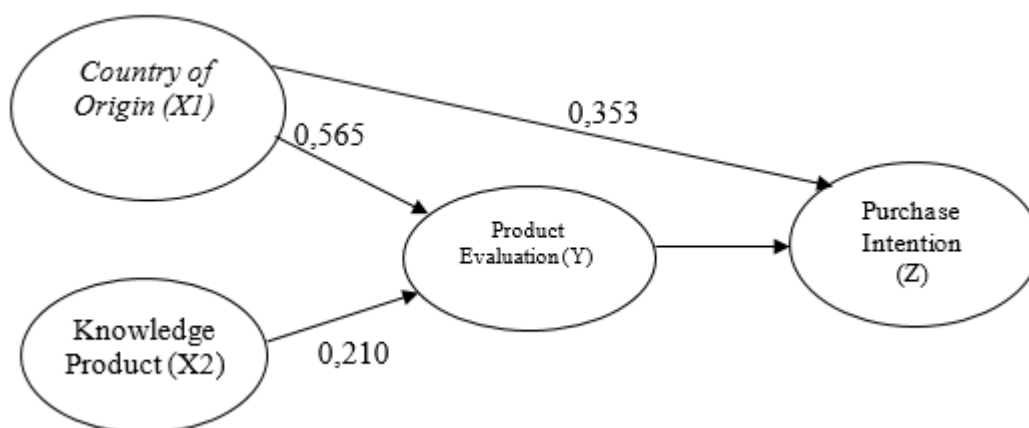 Country of
Origin (X1)
0,353
0,565
Product
Evaluation (Y)
Purchase
Intention
(Z)
Knowledge
Product (X2)
0,210